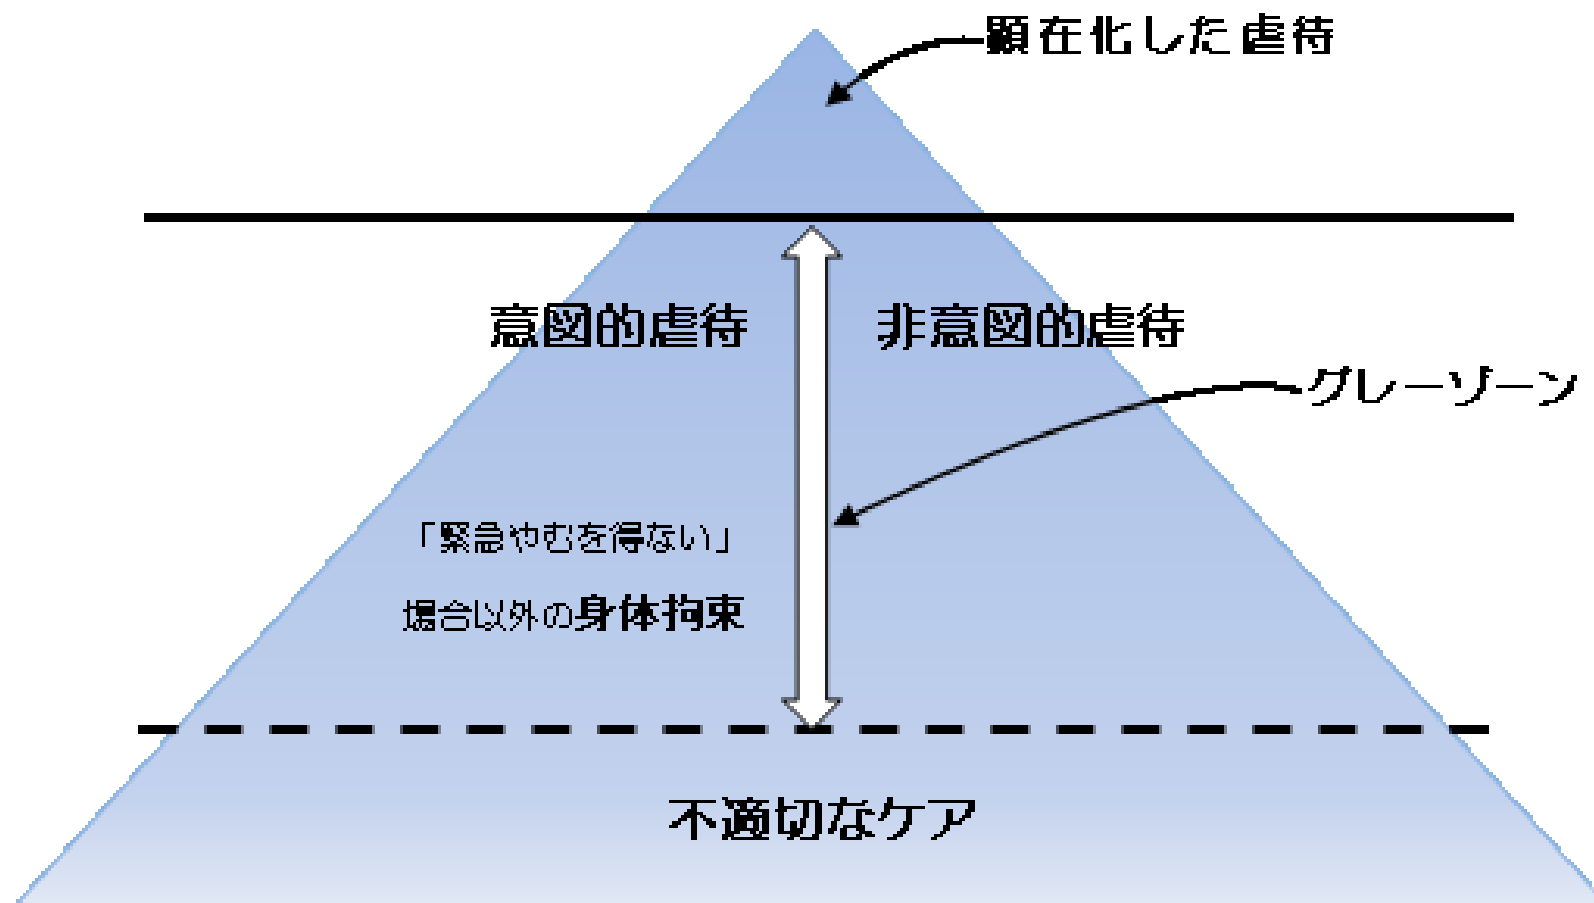 顕在化した虐待
意図的虐待
非意図的虐待
グレーゾーン
「緊急やむを得ない」
場合以外の身体拘束
不適切なケア